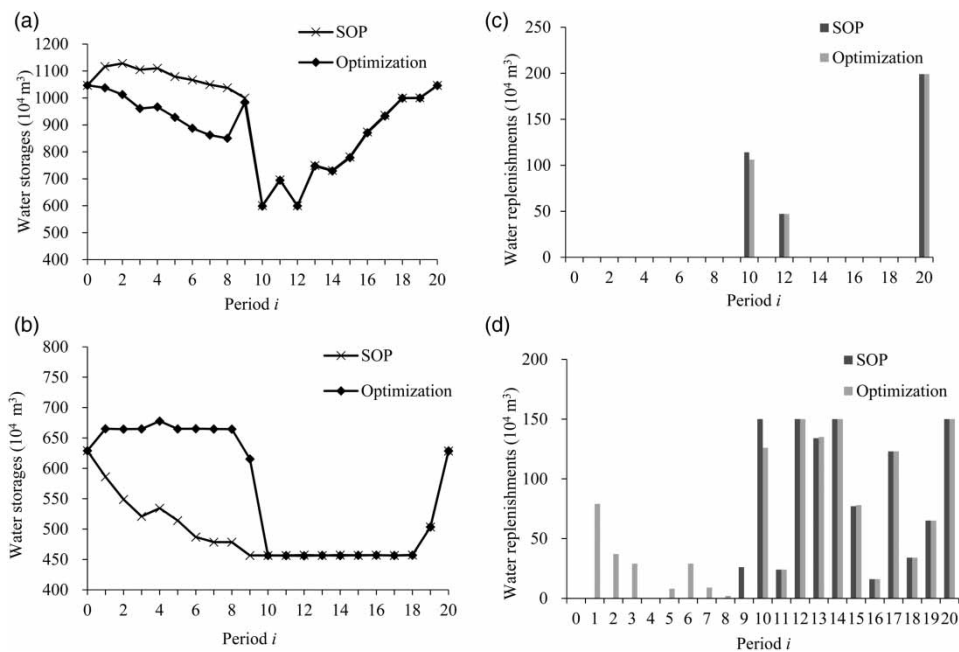 (a)
SOP
Optimization
Water storages (10⁴ m³)
1200
1100
1000
900
800
700
600
500
400
0 2 4 6 8 10 12 14 16 18 20
Period i
(c)
SOP
Optimization
Water replenishments (10⁴ m³)
250
200
150
100
50
0
0 2 4 6 8 10 12 14 16 18 20
Period i
(b)
SOP
Optimization
Water storages (10⁴ m³)
800
750
700
650
600
550
500
450
400
0 2 4 6 8 10 12 14 16 18 20
Period i
(d)
SOP
Optimization
Water replenishments (10⁴ m³)
200
150
100
50
0
0 1 2 3 4 5 6 7 8 9 10 11 12 13 14 15 16 17 18 19 20
Period i